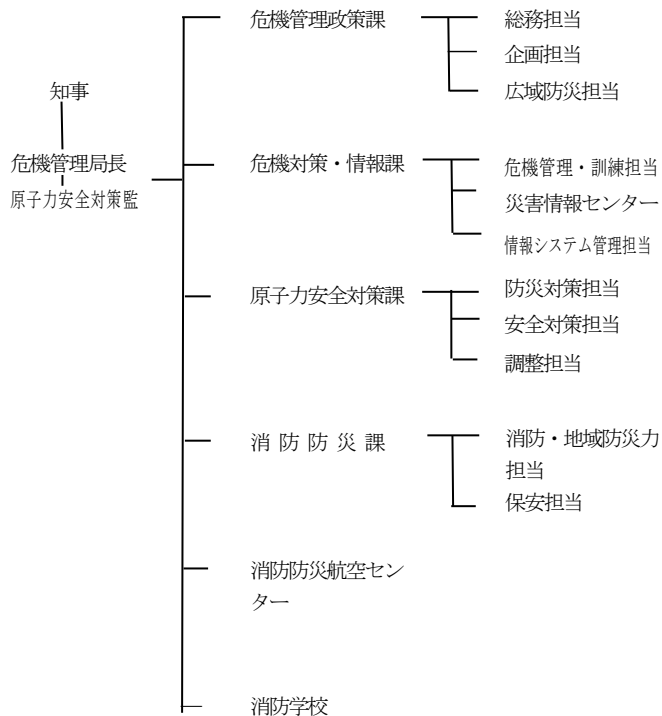 知事
危機管理局長
原子力安全対策監
危機管理政策課
総務担当
企画担当
広域防災担当
危機対策・情報課
危機管理・訓練担当
災害情報センター
情報システム管理担当
原子力安全対策課
防災対策担当
安全対策担当
調整担当
消防防災課
消防・地域防災力
担当
保安担当
消防防災航空セン
ター
消防学校